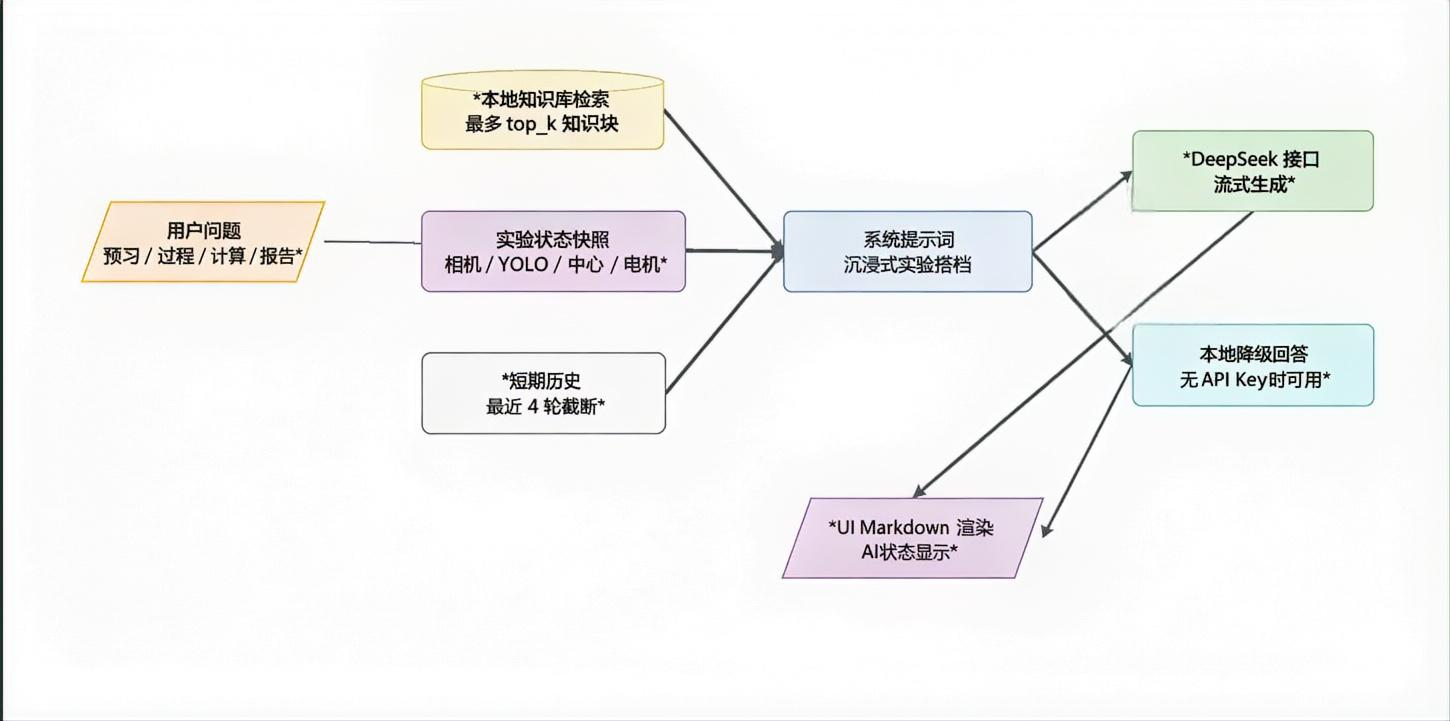 *本地知识库检索
最多 top_k 知识块
用户问题
预习 / 过程 / 计算 / 报告*
实验状态快照
相机 / YOLO / 中心 / 电机*
*短期历史
最近 4 轮截断*
系统提示词
沉浸式实验搭档
*DeepSeek 接口
流式生成*
本地降级回答
无 API Key时可用*
*UI Markdown 渲染
AI状态显示*